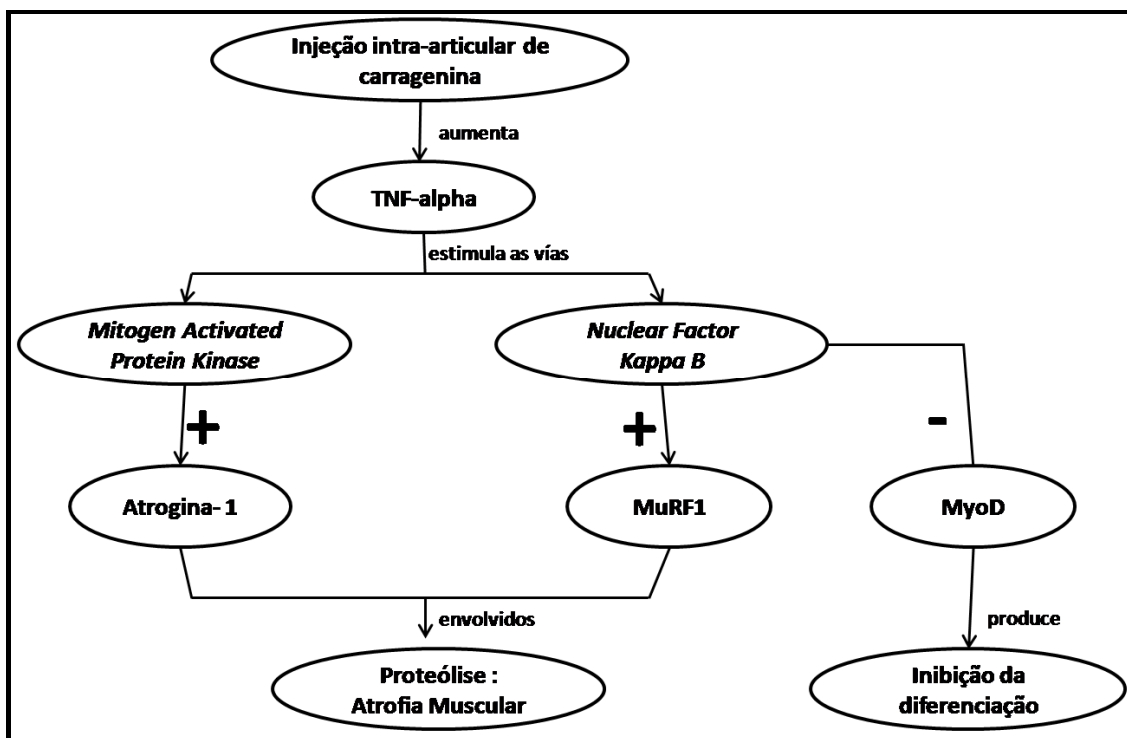 Injeção intra-articular de
carragenina
aumenta
TNF-alpha
estimula as vías
Mitogen Activated
Protein Kinase
Nuclear Factor
Kappa B
+
+
-
Atrogina- 1
MuRF1
MyoD
envolvidos
produce
Proteólise :
Atrofia Muscular
Inibição da
diferenciação